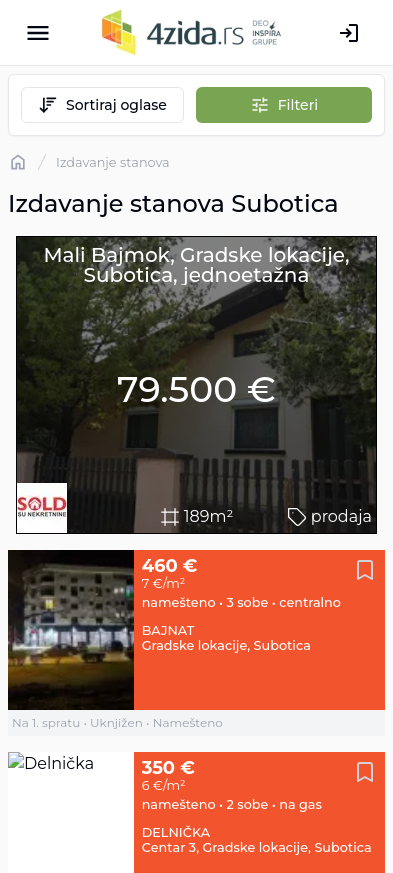 4zida.rs DEO INSPIRA GRUPE
Sortiraj oglase
Filteri
Izdavanje stanova
Izdavanje stanova Subotica
Mali Bajmok, Gradske lokacije,
Subotica, jednoetažna
79.500 €
SOLD
SU NEKRETNINE
189m²
prodaja
460 €
7 €/m²
namešteno • 3 sobe • centralno
BAJNAT
Gradske lokacije, Subotica
Na 1. spratu • Uknjižen • Namešteno
Delnička
350 €
6 €/m²
namešteno • 2 sobe • na gas
DELNIČKA
Centar 3, Gradske lokacije, Subotica